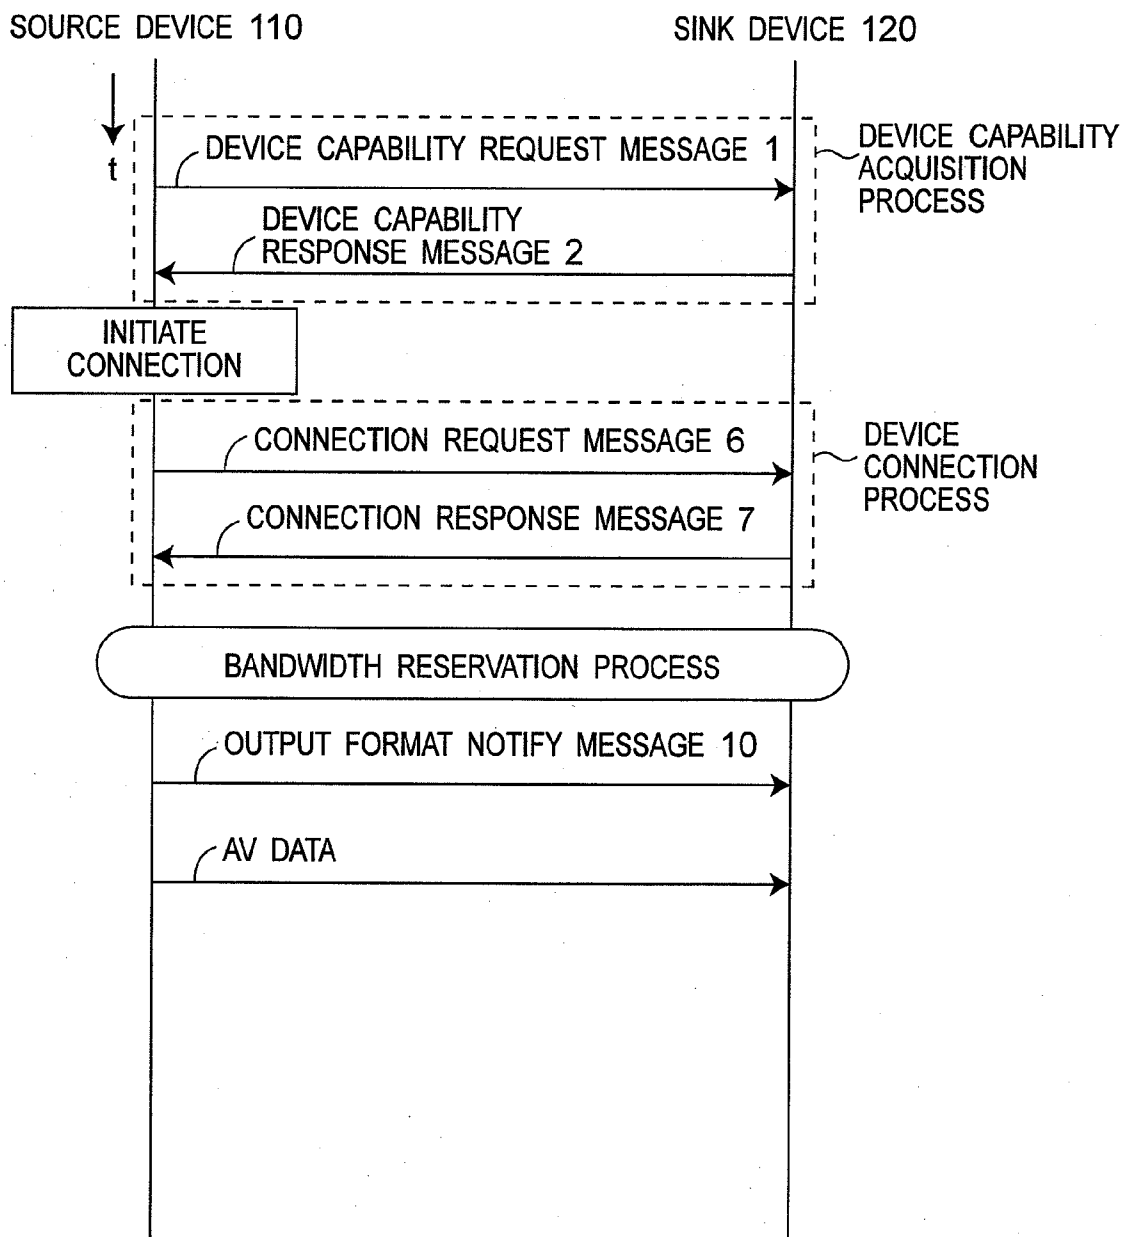 SOURCE DEVICE 110
SINK DEVICE 120
t
DEVICE CAPABILITY REQUEST MESSAGE 1
DEVICE CAPABILITY
ACQUISITION
PROCESS
DEVICE CAPABILITY
RESPONSE MESSAGE 2
INITIATE
CONNECTION
CONNECTION REQUEST MESSAGE 6
DEVICE
CONNECTION
PROCESS
CONNECTION RESPONSE MESSAGE 7
BANDWIDTH RESERVATION PROCESS
OUTPUT FORMAT NOTIFY MESSAGE 10
AV DATA